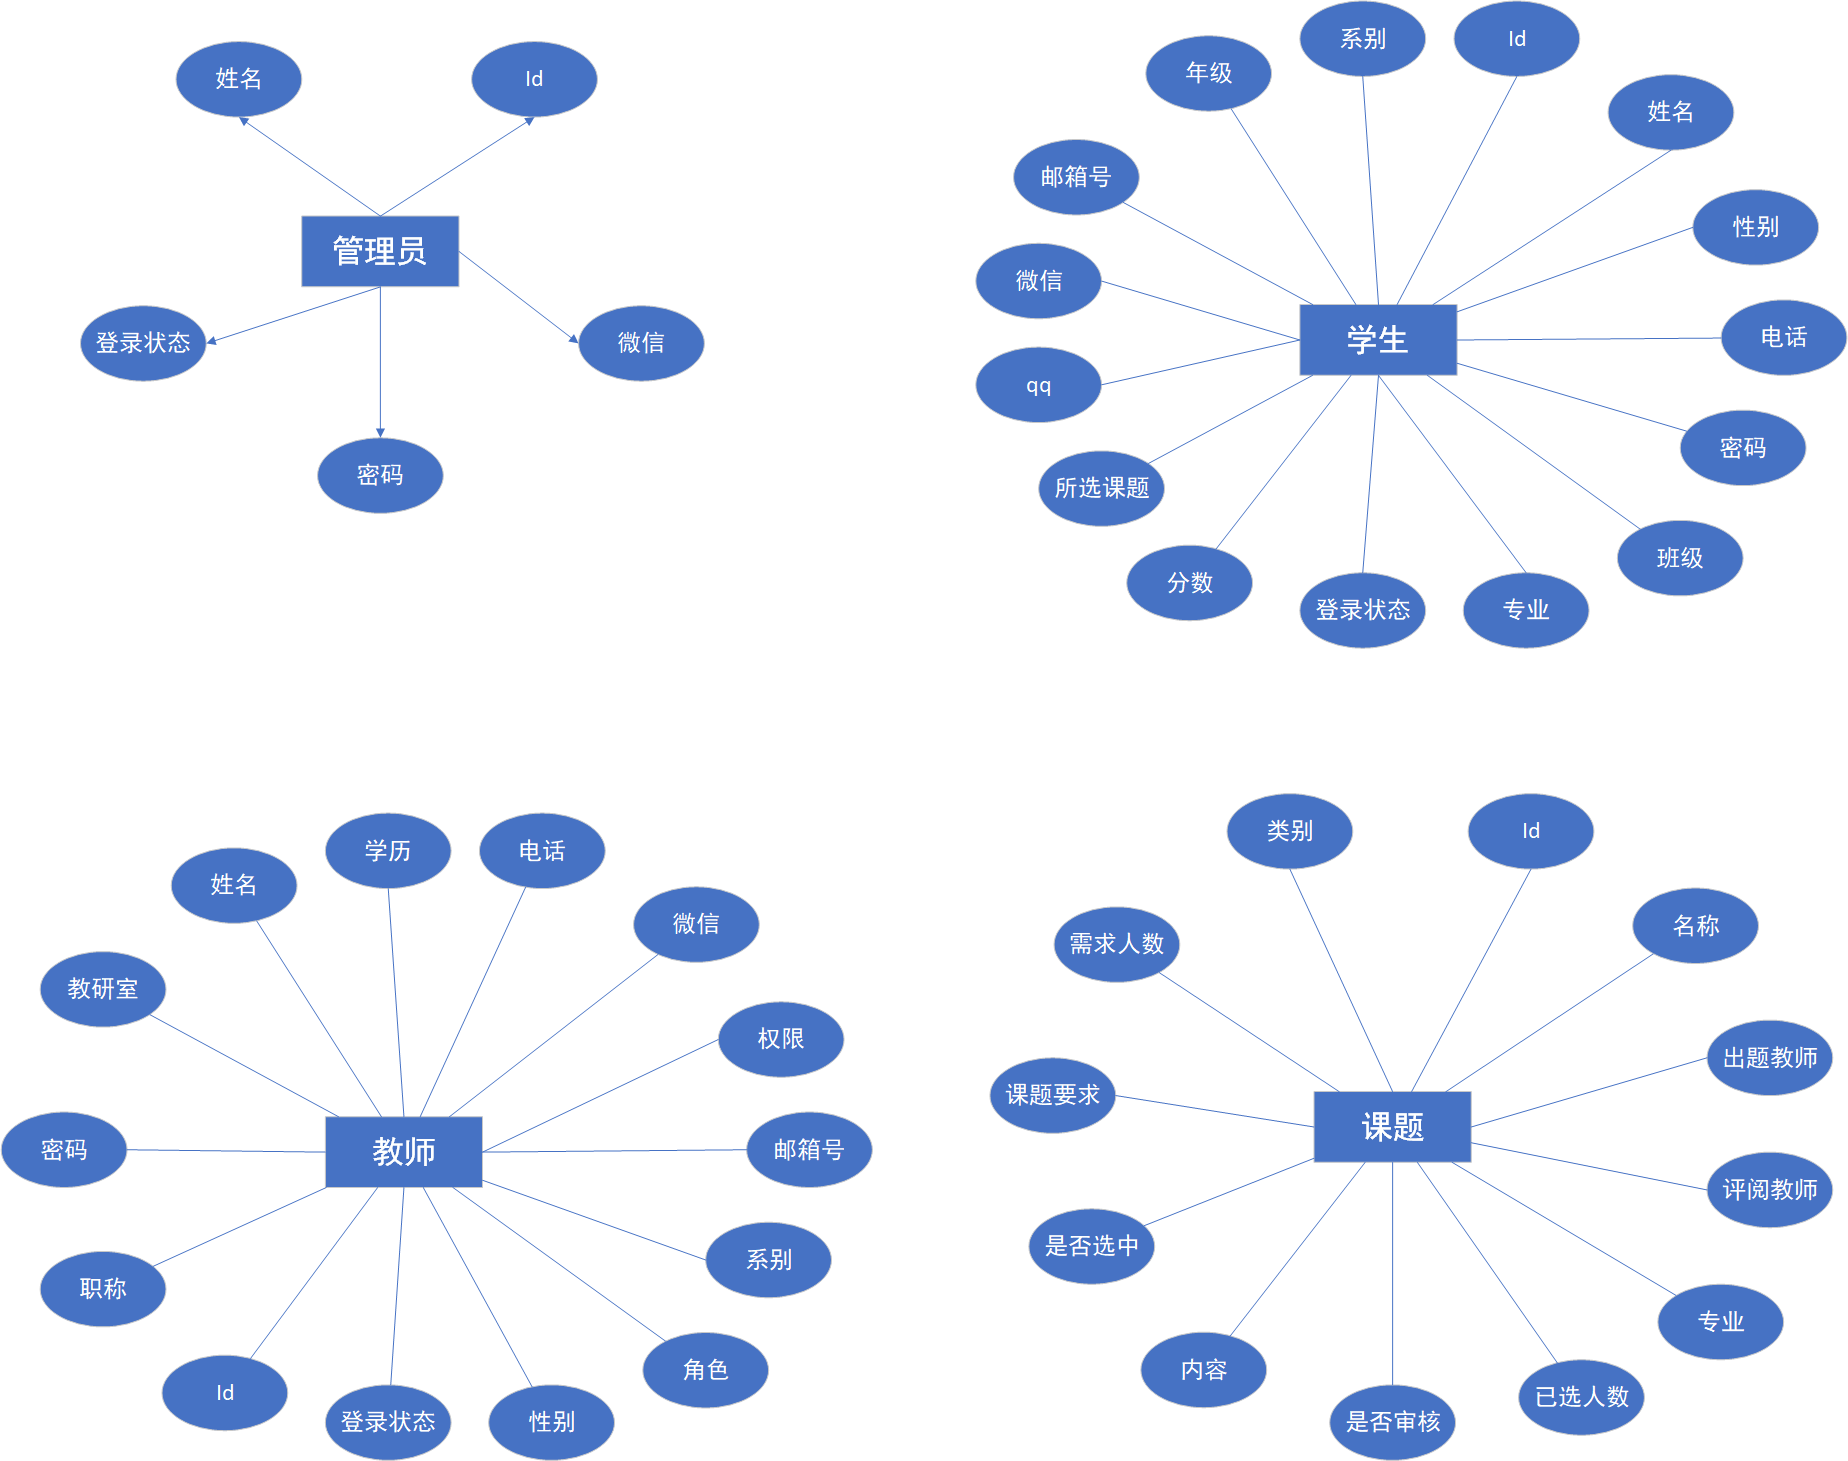 姓名
Id
管理员
登录状态
微信
密码
系别
Id
年级
姓名
邮箱号
性别
微信
电话
学生
qq
密码
所选课题
班级
分数
登录状态
专业
学历
电话
姓名
微信
教研室
权限
密码
教师
邮箱号
系别
职称
角色
Id
登录状态
性别
类别
Id
名称
需求人数
出题教师
课题要求
课题
评阅教师
是否选中
专业
内容
已选人数
是否审核